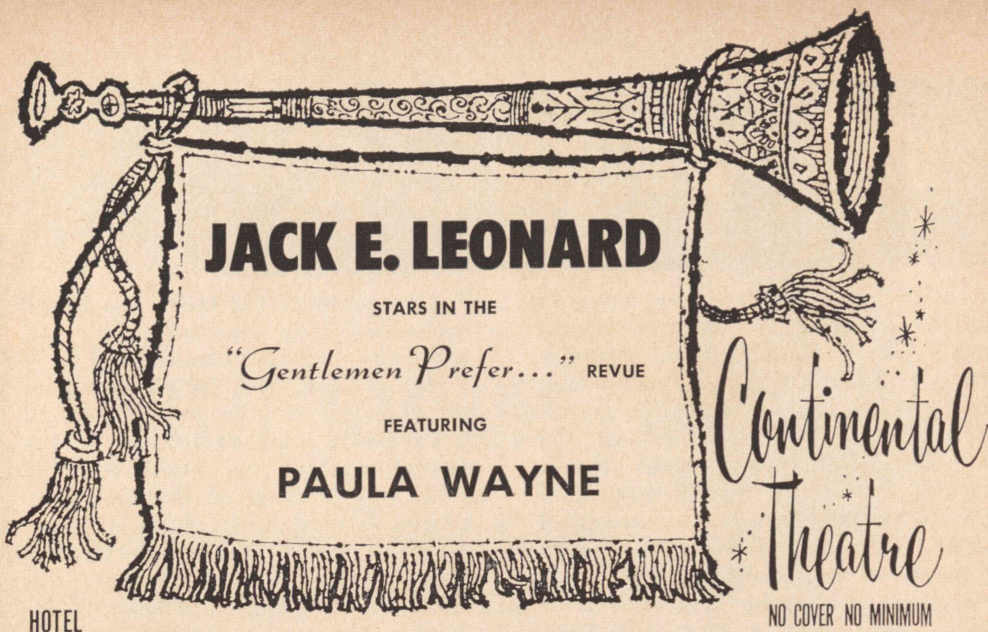 JACK E. LEONARD
STARS IN THE
“Gentlemen Prefer...” REVUE
FEATURING
PAULA WAYNE
Continental
Theatre
NO COVER NO MINIMUM
HOTEL